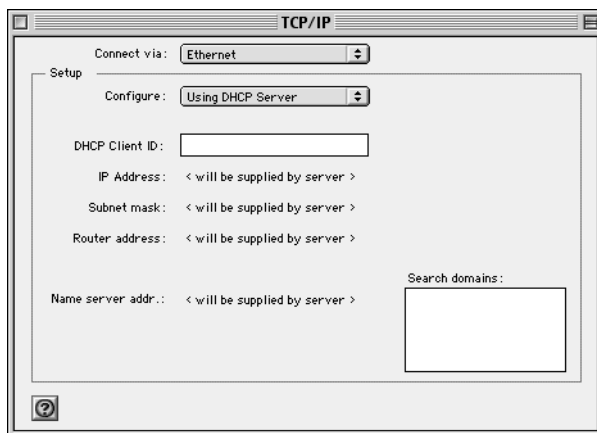 TCP/IP
Connect via: Ethernet
Setup
Configure: Using DHCP Server
DHCP Client ID:
IP Address: < will be supplied by server >
Subnet mask: < will be supplied by server >
Router address: < will be supplied by server >
Search domains:
Name server addr.: < will be supplied by server >
?